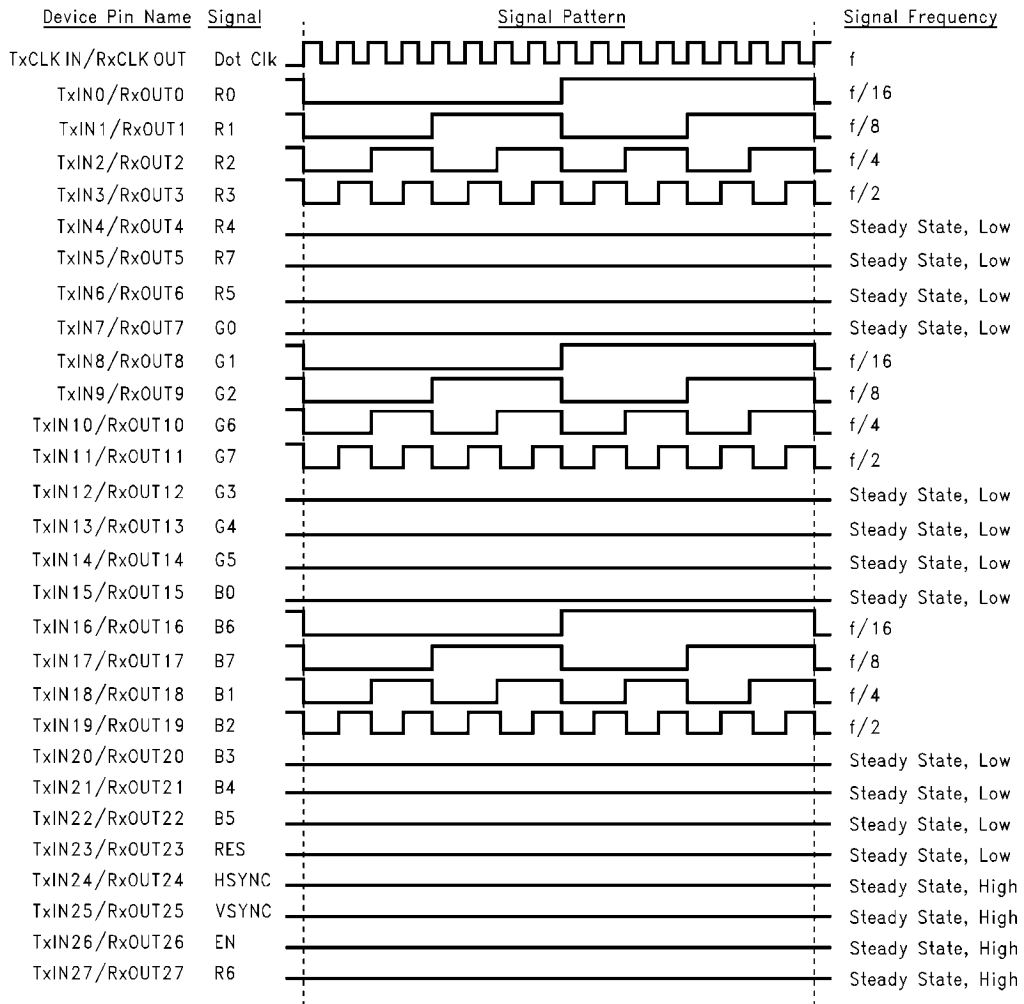 Device Pin Name Signal Signal Pattern Signal Frequency
TxCLK IN/RxCLK OUT Dot Clk f
TxIN0/RxOUT0 R0 f/16
TxIN1/RxOUT1 R1 f/8
TxIN2/RxOUT2 R2 f/4
TxIN3/RxOUT3 R3 f/2
TxIN4/RxOUT4 R4 Steady State, Low
TxIN5/RxOUT5 R7 Steady State, Low
TxIN6/RxOUT6 R5 Steady State, Low
TxIN7/RxOUT7 G0 Steady State, Low
TxIN8/RxOUT8 G1 f/16
TxIN9/RxOUT9 G2 f/8
TxIN10/RxOUT10 G6 f/4
TxIN11/RxOUT11 G7 f/2
TxIN12/RxOUT12 G3 Steady State, Low
TxIN13/RxOUT13 G4 Steady State, Low
TxIN14/RxOUT14 G5 Steady State, Low
TxIN15/RxOUT15 B0 Steady State, Low
TxIN16/RxOUT16 B6 f/16
TxIN17/RxOUT17 B7 f/8
TxIN18/RxOUT18 B1 f/4
TxIN19/RxOUT19 B2 f/2
TxIN20/RxOUT20 B3 Steady State, Low
TxIN21/RxOUT21 B4 Steady State, Low
TxIN22/RxOUT22 B5 Steady State, Low
TxIN23/RxOUT23 RES Steady State, Low
TxIN24/RxOUT24 HSYNC Steady State, High
TxIN25/RxOUT25 VSYNC Steady State, High
TxIN26/RxOUT26 EN Steady State, High
TxIN27/RxOUT27 R6 Steady State, High